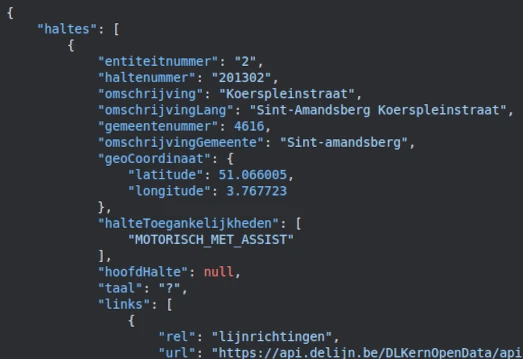 {
"haltes": [
{
"entiteitnummer": "2",
"haltenummer": "201302",
"omschrijving": "Koerspleinstraat",
"omschrijvingLang": "Sint-Amandsberg Koerspleinstraat",
"gemeentenummer": 4616,
"omschrijvingGemeente": "Sint-amandsberg",
"geoCoordinaat": {
"latitude": 51.066005,
"longitude": 3.767723
},
"halteToegankelijkheden": [
"MOTORISCH_MET_ASSIST"
],
"hoofdHalte": null,
"taal": "?",
"links": [
{
"rel": "lijnrichtingen",
"url": "https://api.delijn.be/DLKernOpenData/api